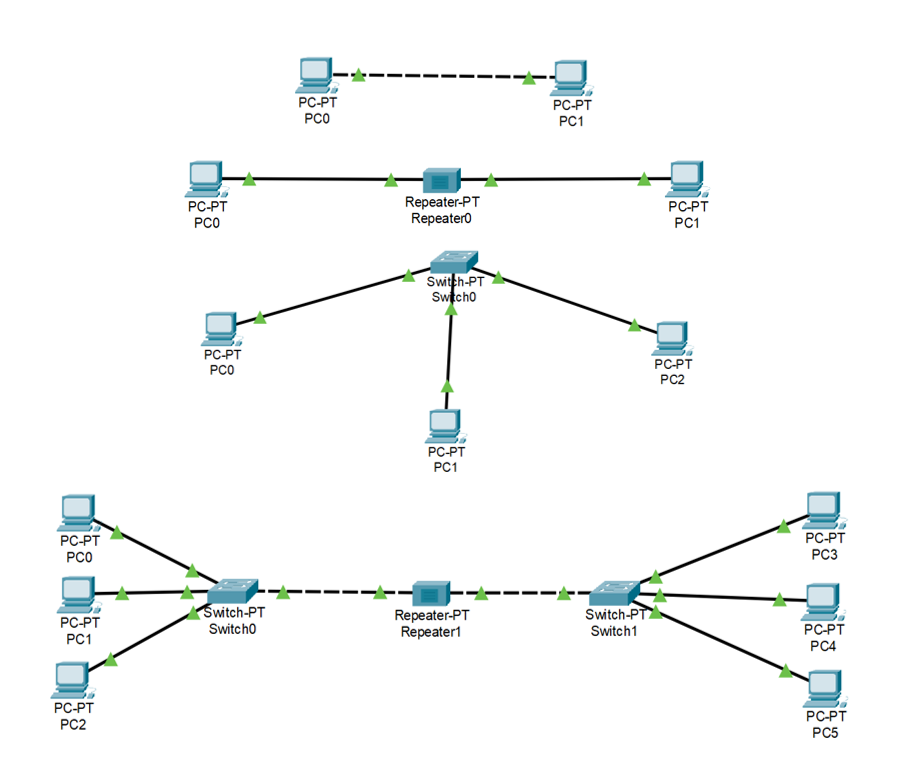 PC-PT
PC0
PC-PT
PC1
PC-PT
PC0
Repeater-PT
Repeater0
PC-PT
PC1
Switch-PT
Switch0
PC-PT
PC0
PC-PT
PC2
PC-PT
PC1
PC-PT
PC0
PC-PT
PC3
PC-PT
PC1
Switch-PT
Switch0
Repeater-PT
Repeater1
Switch-PT
Switch1
PC-PT
PC4
PC-PT
PC2
PC-PT
PC5